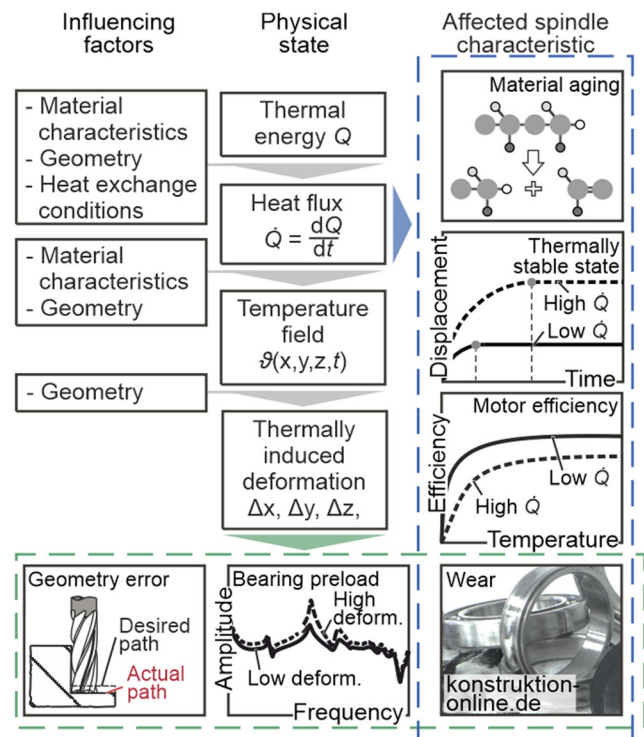 Influencing
factors
Physical
state
Affected spindle
characteristic
- Material
characteristics
- Geometry
- Heat exchange
conditions
- Material
characteristics
- Geometry
- Geometry
Thermal
energy Q
Heat flux
Q̇ = dQ/dt
Temperature
field
ϑ(x,y,z,t)
Thermally
induced
deformation
Δx, Δy, Δz,
Material aging
Thermally
stable state
High Q̇
Low Q̇
Displacement
Time
Motor efficiency
Low Q̇
High Q̇
Efficiency
Temperature
Geometry error
Desired
path
Actual
path
Bearing preload
High
deform.
Low deform.
Amplitude
Frequency
Wear
konstruktion-
online.de